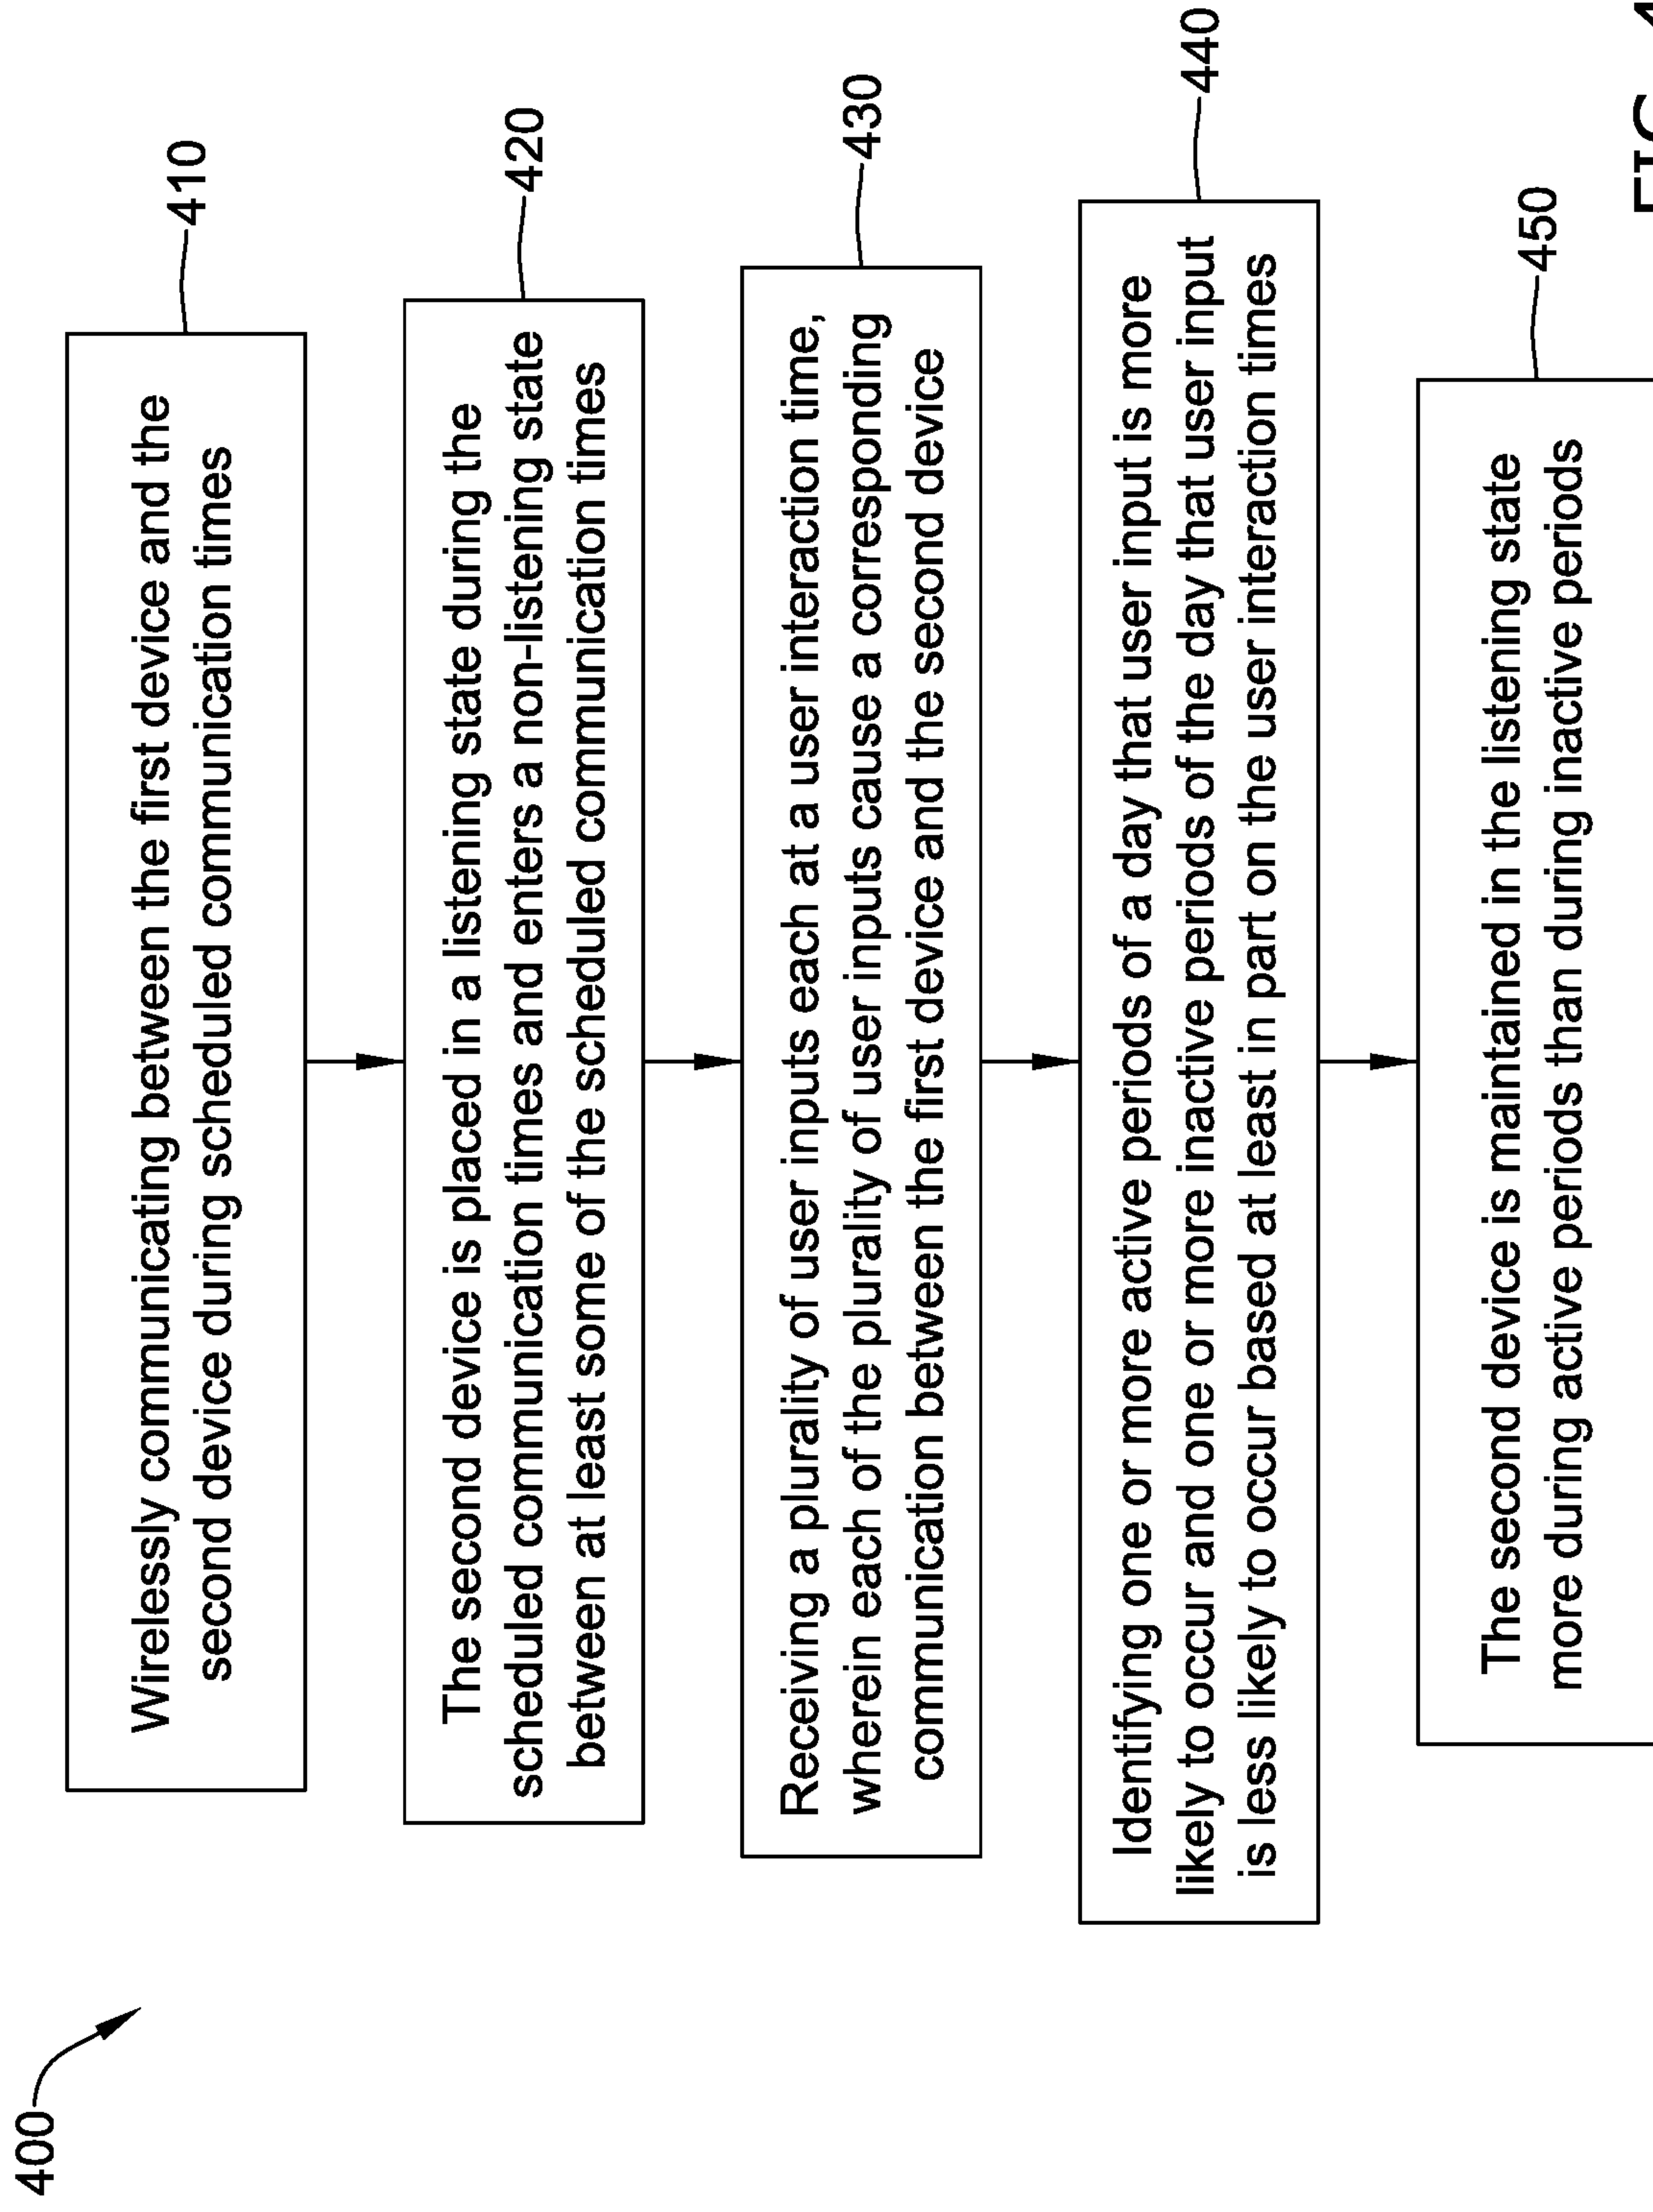 400
Wirelessly communicating between the first device and the
second device during scheduled communication times
410
The second device is placed in a listening state during the
scheduled communication times and enters a non-listening state
between at least some of the scheduled communication times
420
Receiving a plurality of user inputs each at a user interaction time,
wherein each of the plurality of user inputs cause a corresponding
communication between the first device and the second device
430
Identifying one or more active periods of a day that user input is more
likely to occur and one or more inactive periods of the day that user input
is less likely to occur based at least in part on the user interaction times
440
The second device is maintained in the listening state
more during active periods than during inactive periods
450